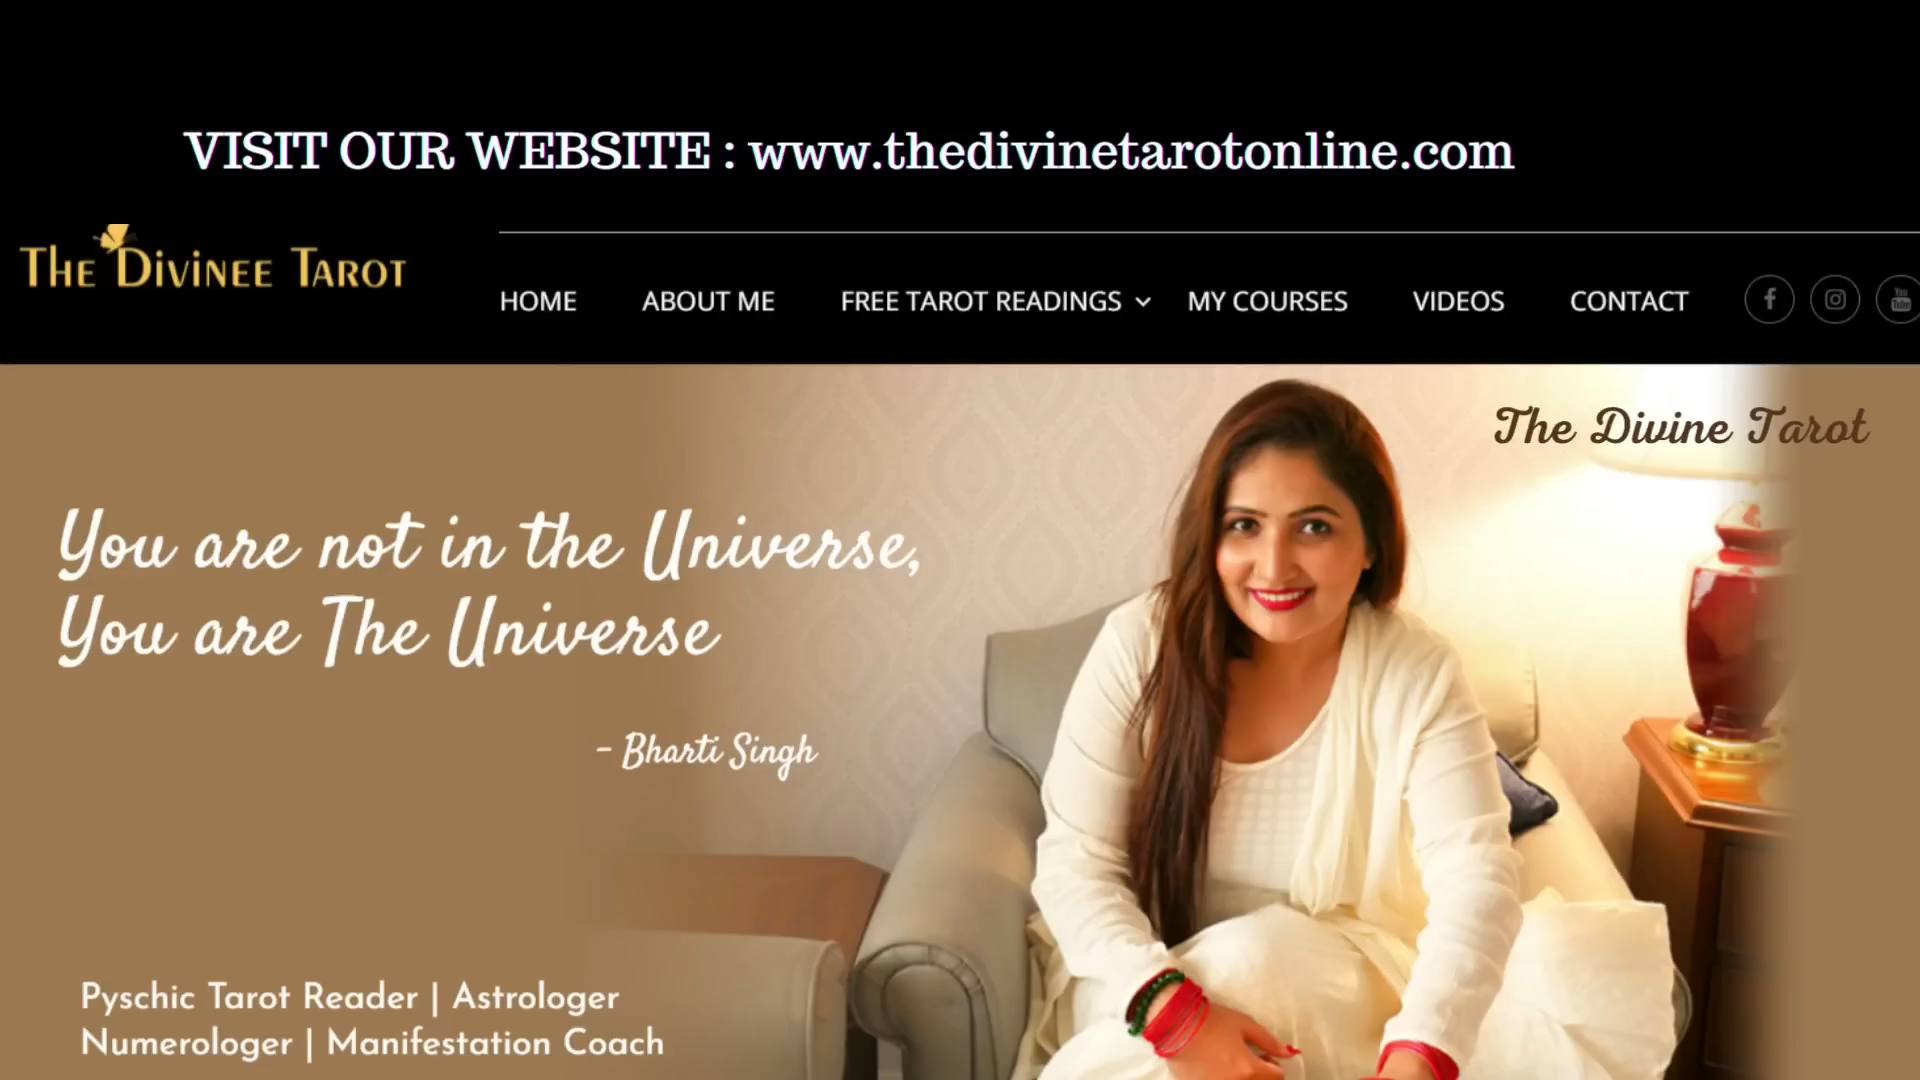 VISIT OUR WEBSITE : www.thedivinetarotonline.com
THE DIVINEE TAROT
HOME ABOUT ME FREE TAROT READINGS MY COURSES VIDEOS CONTACT
You Tube
The Divine Tarot
You are not in the Universe,
You are The Universe
- Bharti Singh
Pyschic Tarot Reader | Astrologer
Numerologer | Manifestation Coach